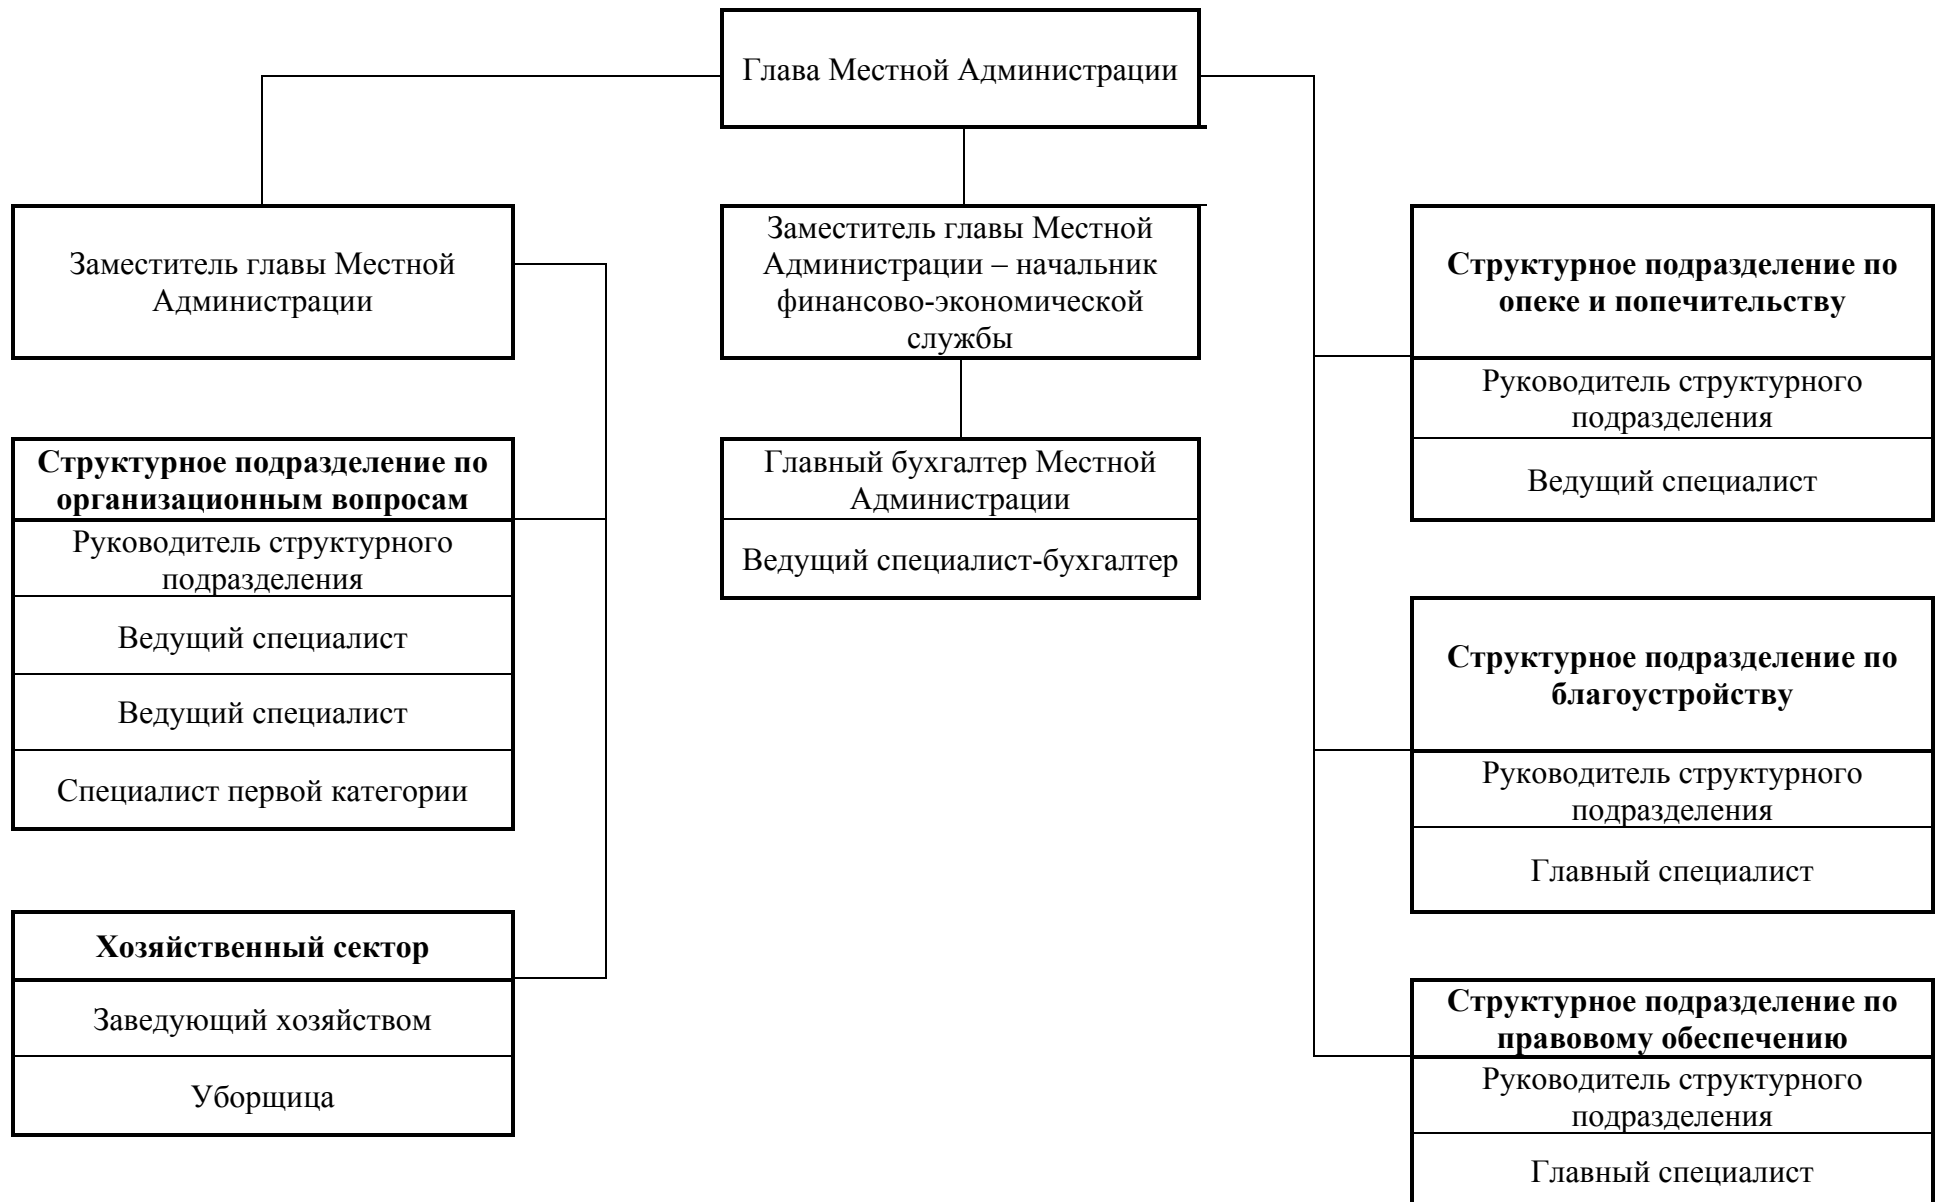 Глава Местной Администрации
Заместитель главы Местной
Администрации
Структурное подразделение по
организационным вопросам
Руководитель структурного
подразделения
Ведущий специалист
Ведущий специалист
Специалист первой категории
Хозяйственный сектор
Заведующий хозяйством
Уборщица
Заместитель главы Местной
Администрации – начальник
финансово-экономической
службы
Главный бухгалтер Местной
Администрации
Ведущий специалист-бухгалтер
Структурное подразделение по
опеке и попечительству
Руководитель структурного
подразделения
Ведущий специалист
Структурное подразделение по
благоустройству
Руководитель структурного
подразделения
Главный специалист
Структурное подразделение по
правовому обеспечению
Руководитель структурного
подразделения
Главный специалист